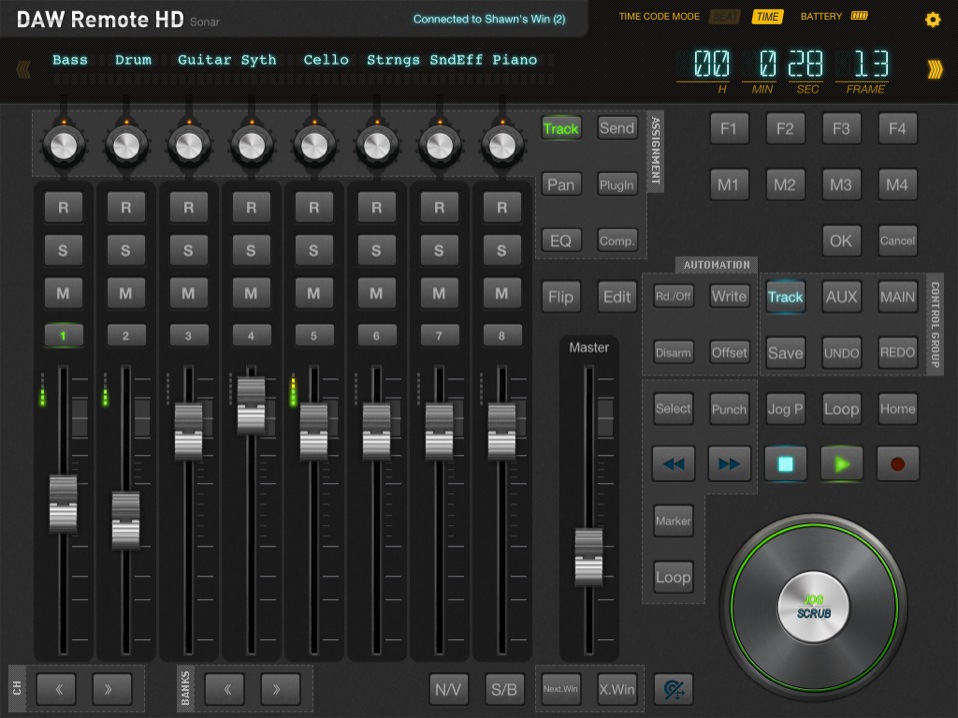 DAW Remote HD Sonar
Connected to Shawn's Win (2)
TIME CODE MODE BEAT TIME BATTERY
Bass Drum Guitar Syth Cello Strngs SndEff Piano
00 0 28 13
H MIN SEC FRAME
Track Send
ASSIGNMENT
F1 F2 F3 F4
Pan PlugIn
M1 M2 M3 M4
R R R R R R R R
EQ Comp.
OK Cancel
S S S S S S S S
AUTOMATION
M M M M M M M M
Flip Edit
Rd./Off Write
Track AUX MAIN
CONTROL GROUP
1 2 3 4 5 6 7 8
Master
Disarm Offset
Save UNDO REDO
Select Punch
Jog P Loop Home
Marker
Loop
JOG
SCRUB
CH
BANKS
N/V S/B
Next.Win X.Win